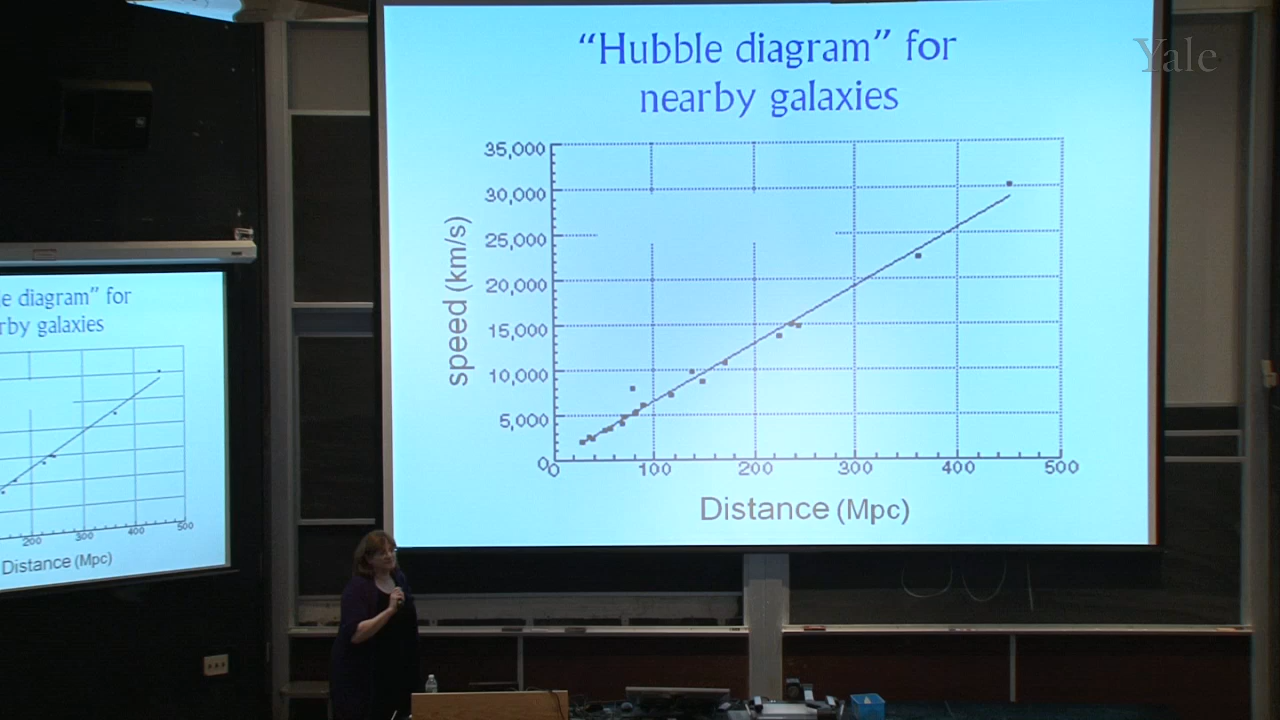 Yale
“Hubble diagram” for
nearby galaxies
35,000
30,000
25,000
20,000
15,000
10,000
5,000
0
speed (km/s)
0 100 200 300 400 500
Distance (Mpc)
e diagram” for
rby galaxies
200 300 400 500
Distance (Mpc)